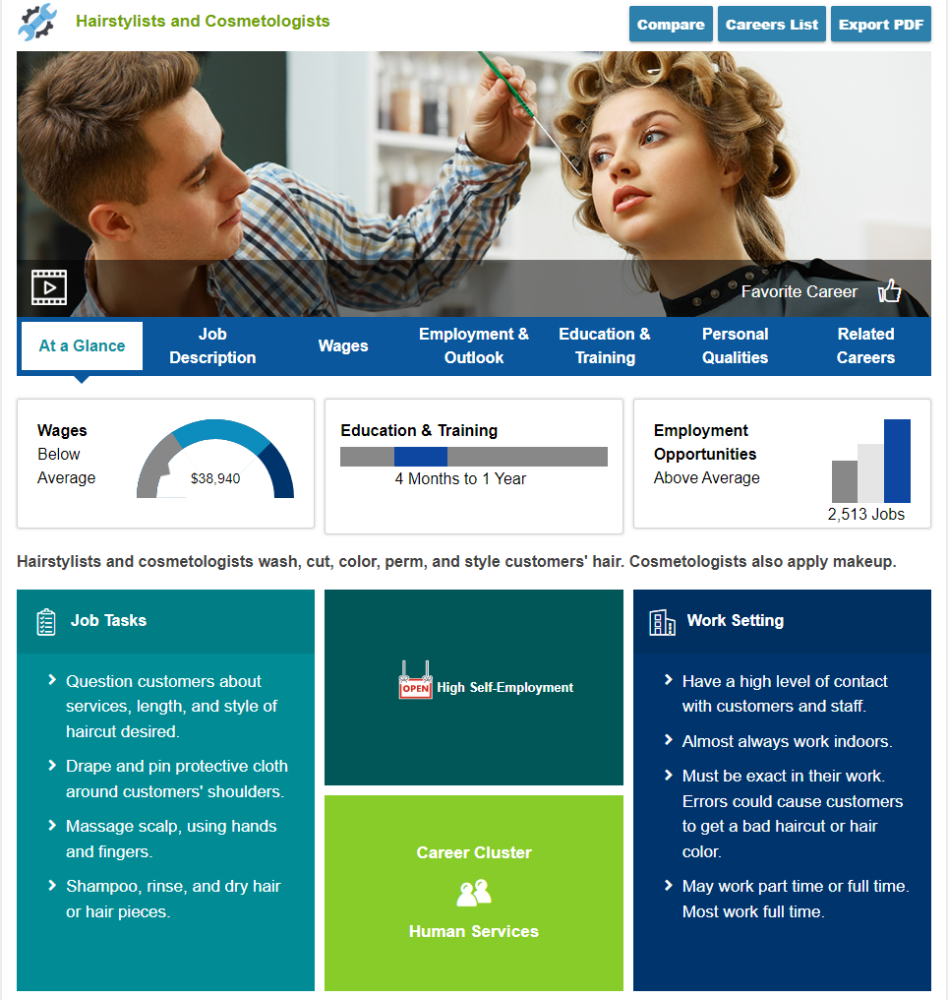 Hairstylists and Cosmetologists
Compare
Careers List
Export PDF
Favorite Career
At a Glance
Job
Description
Wages
Employment &
Outlook
Education &
Training
Personal
Qualities
Related
Careers
Wages
Below
Average
$38,940
Education & Training
4 Months to 1 Year
Employment
Opportunities
Above Average
2,513 Jobs
Hairstylists and cosmetologists wash, cut, color, perm, and style customers' hair. Cosmetologists also apply makeup.
Job Tasks
Question customers about
services, length, and style of
haircut desired.
Drape and pin protective cloth
around customers' shoulders.
Massage scalp, using hands
and fingers.
Shampoo, rinse, and dry hair
or hair pieces.
OPEN
High Self-Employment
Career Cluster
Human Services
Work Setting
Have a high level of contact
with customers and staff.
Almost always work indoors.
Must be exact in their work.
Errors could cause customers
to get a bad haircut or hair
color.
May work part time or full time.
Most work full time.